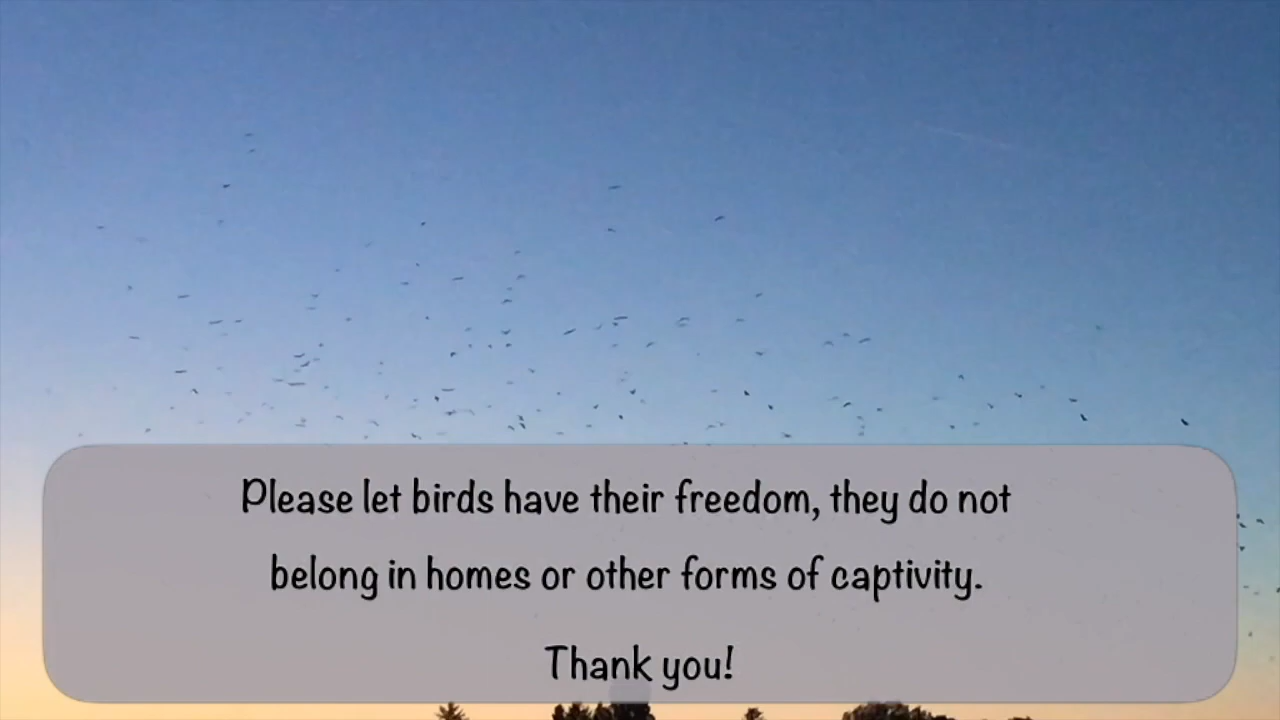 Please let birds have their freedom, they do not
belong in homes or other forms of captivity.
Thank you!